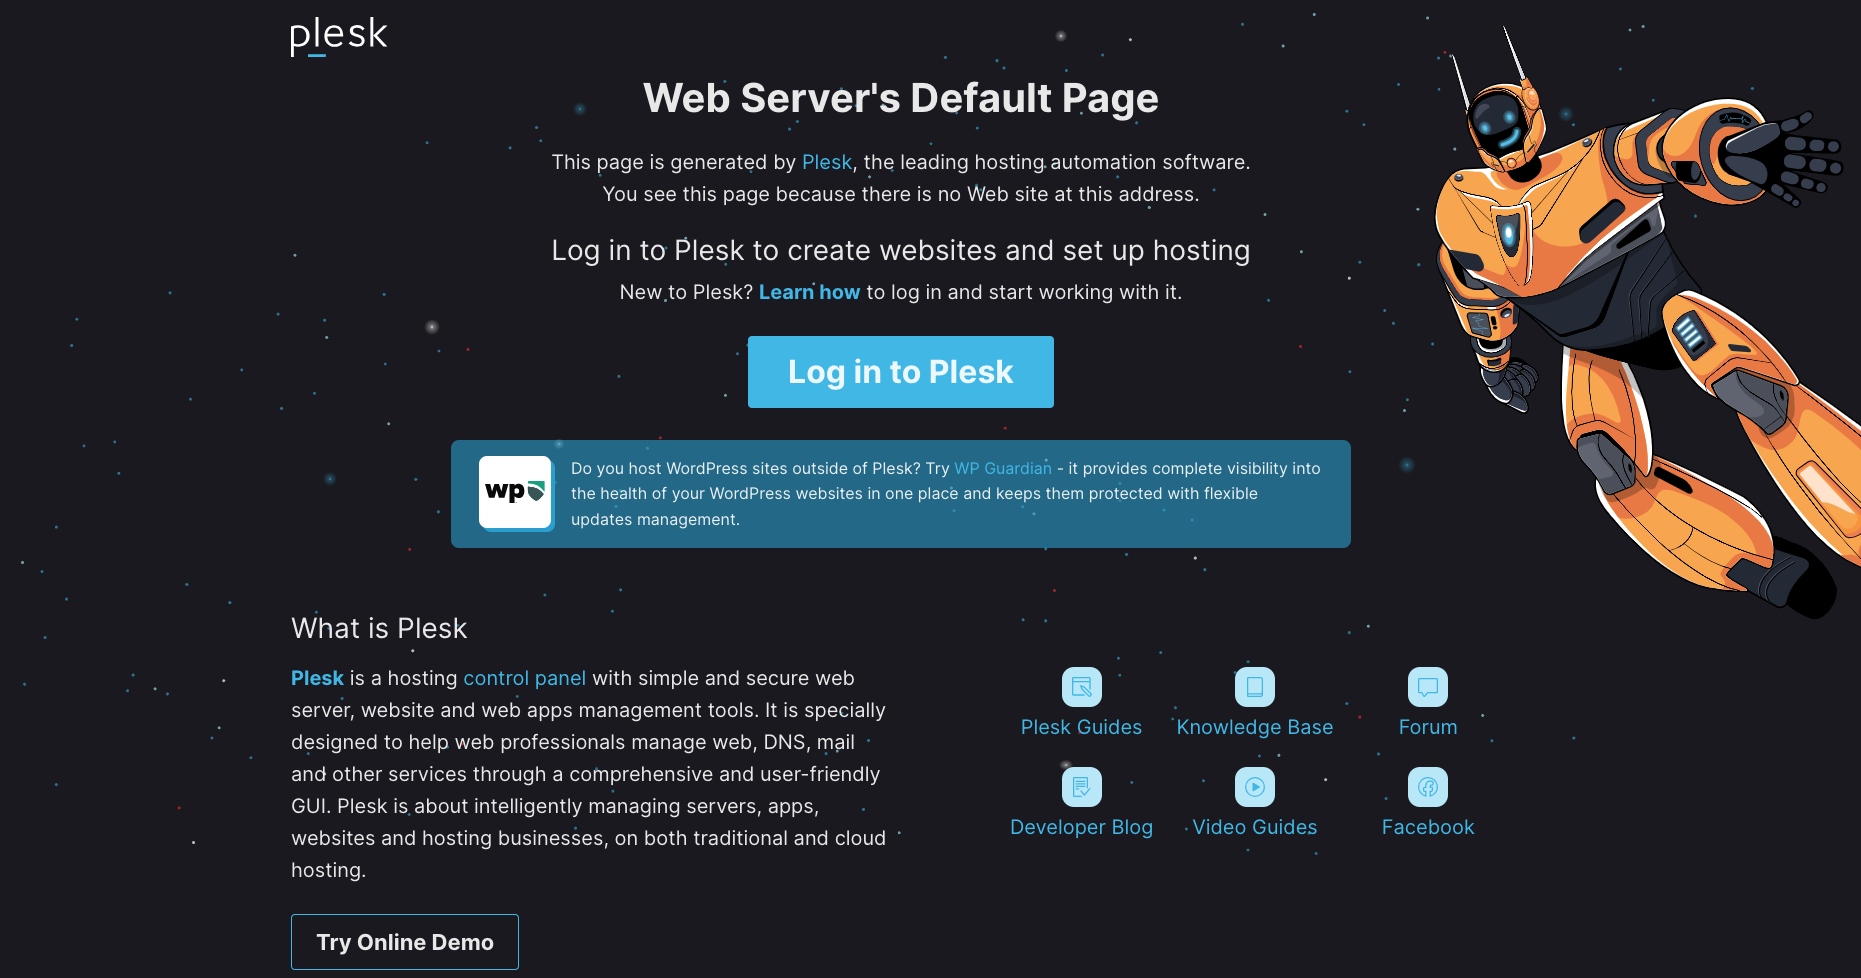 plesk
Web Server's Default Page
This page is generated by Plesk, the leading hosting automation software.
You see this page because there is no Web site at this address.
Log in to Plesk to create websites and set up hosting
New to Plesk? Learn how to log in and start working with it.
Log in to Plesk
wp
Do you host WordPress sites outside of Plesk? Try WP Guardian - it provides complete visibility into
the health of your WordPress websites in one place and keeps them protected with flexible
updates management.
What is Plesk
Plesk is a hosting control panel with simple and secure web
server, website and web apps management tools. It is specially
designed to help web professionals manage web, DNS, mail
and other services through a comprehensive and user-friendly
GUI. Plesk is about intelligently managing servers, apps,
websites and hosting businesses, on both traditional and cloud
hosting.
Try Online Demo
Plesk Guides
Knowledge Base
Forum
Developer Blog
Video Guides
Facebook